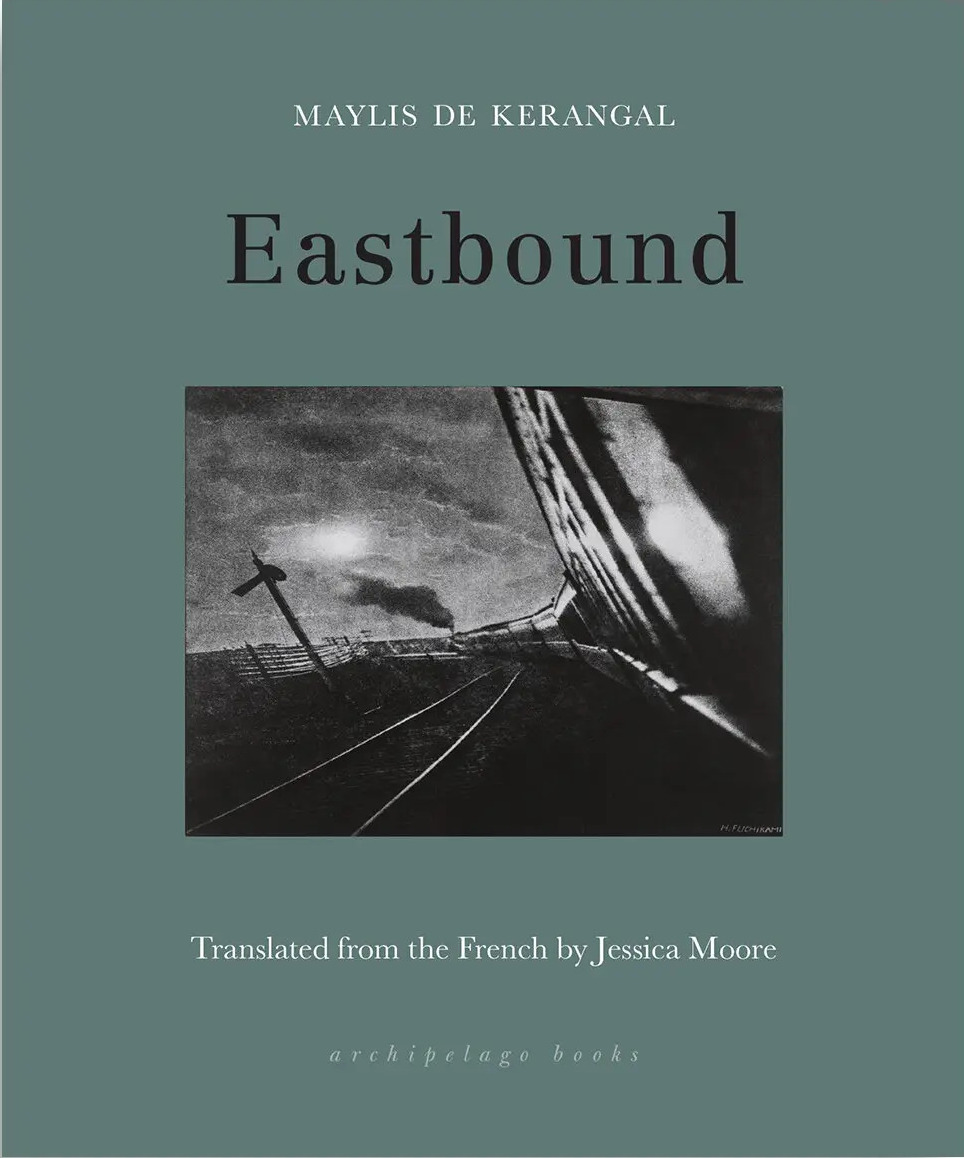 MAYLIS DE KERANGAL
Eastbound
H. FUCHIKAMI
Translated from the French by Jessica Moore
archipelago books